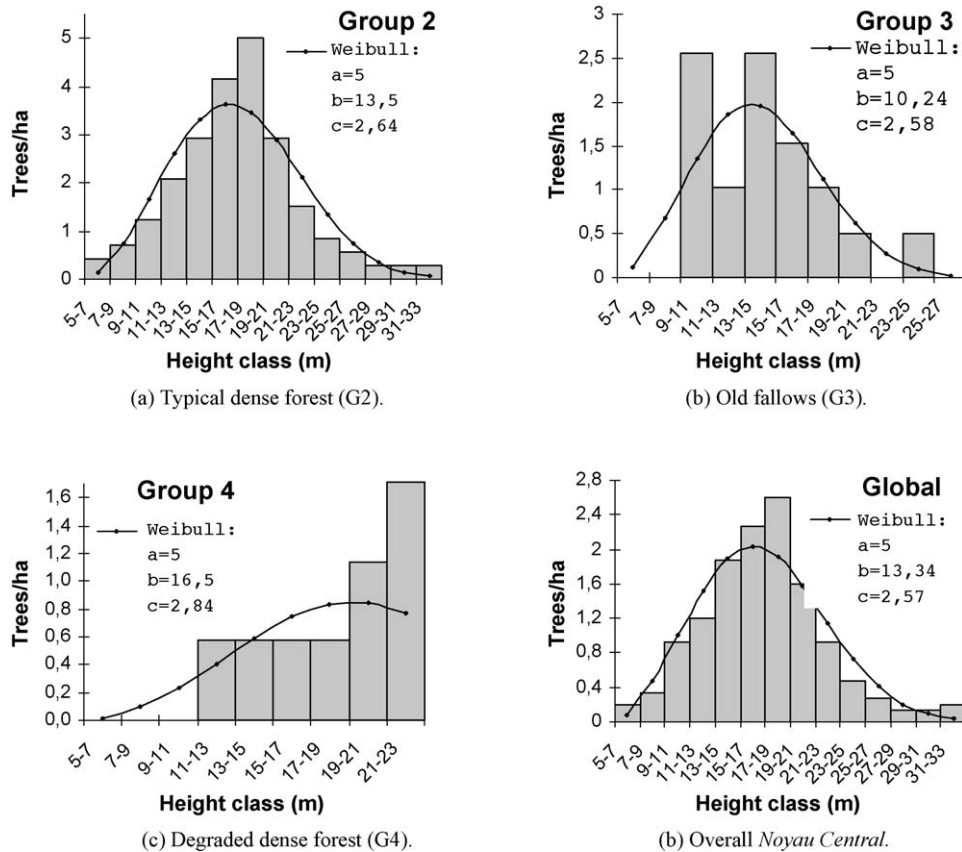 Group 2
Weibull:
a=5
b=13,5
c=2,64
Trees/ha
5
4
3
2
1
0
5-7
7-9
9-11
11-13
13-15
15-17
17-19
19-21
21-23
23-25
25-27
27-29
29-31
31-33
Height class (m)
(a) Typical dense forest (G2).
Group 3
Weibull:
a=5
b=10,24
c=2,58
Trees/ha
3
2,5
2
1,5
1
0,5
0
5-7
7-9
9-11
11-13
13-15
15-17
17-19
19-21
21-23
23-25
25-27
Height class (m)
(b) Old fallows (G3).
Group 4
Weibull:
a=5
b=16,5
c=2,84
Trees/ha
1,6
1,4
1,2
1,0
0,8
0,6
0,4
0,2
0,0
5-7
7-9
9-11
11-13
13-15
15-17
17-19
19-21
21-23
Height class (m)
(c) Degraded dense forest (G4).
Global
Weibull:
a=5
b=13,34
c=2,57
Trees/ha
2,8
2,4
2
1,6
1,2
0,8
0,4
0
5-7
7-9
9-11
11-13
13-15
15-17
17-19
19-21
21-23
23-25
25-27
27-29
29-31
31-33
Height class (m)
(b) Overall Noyau Central.